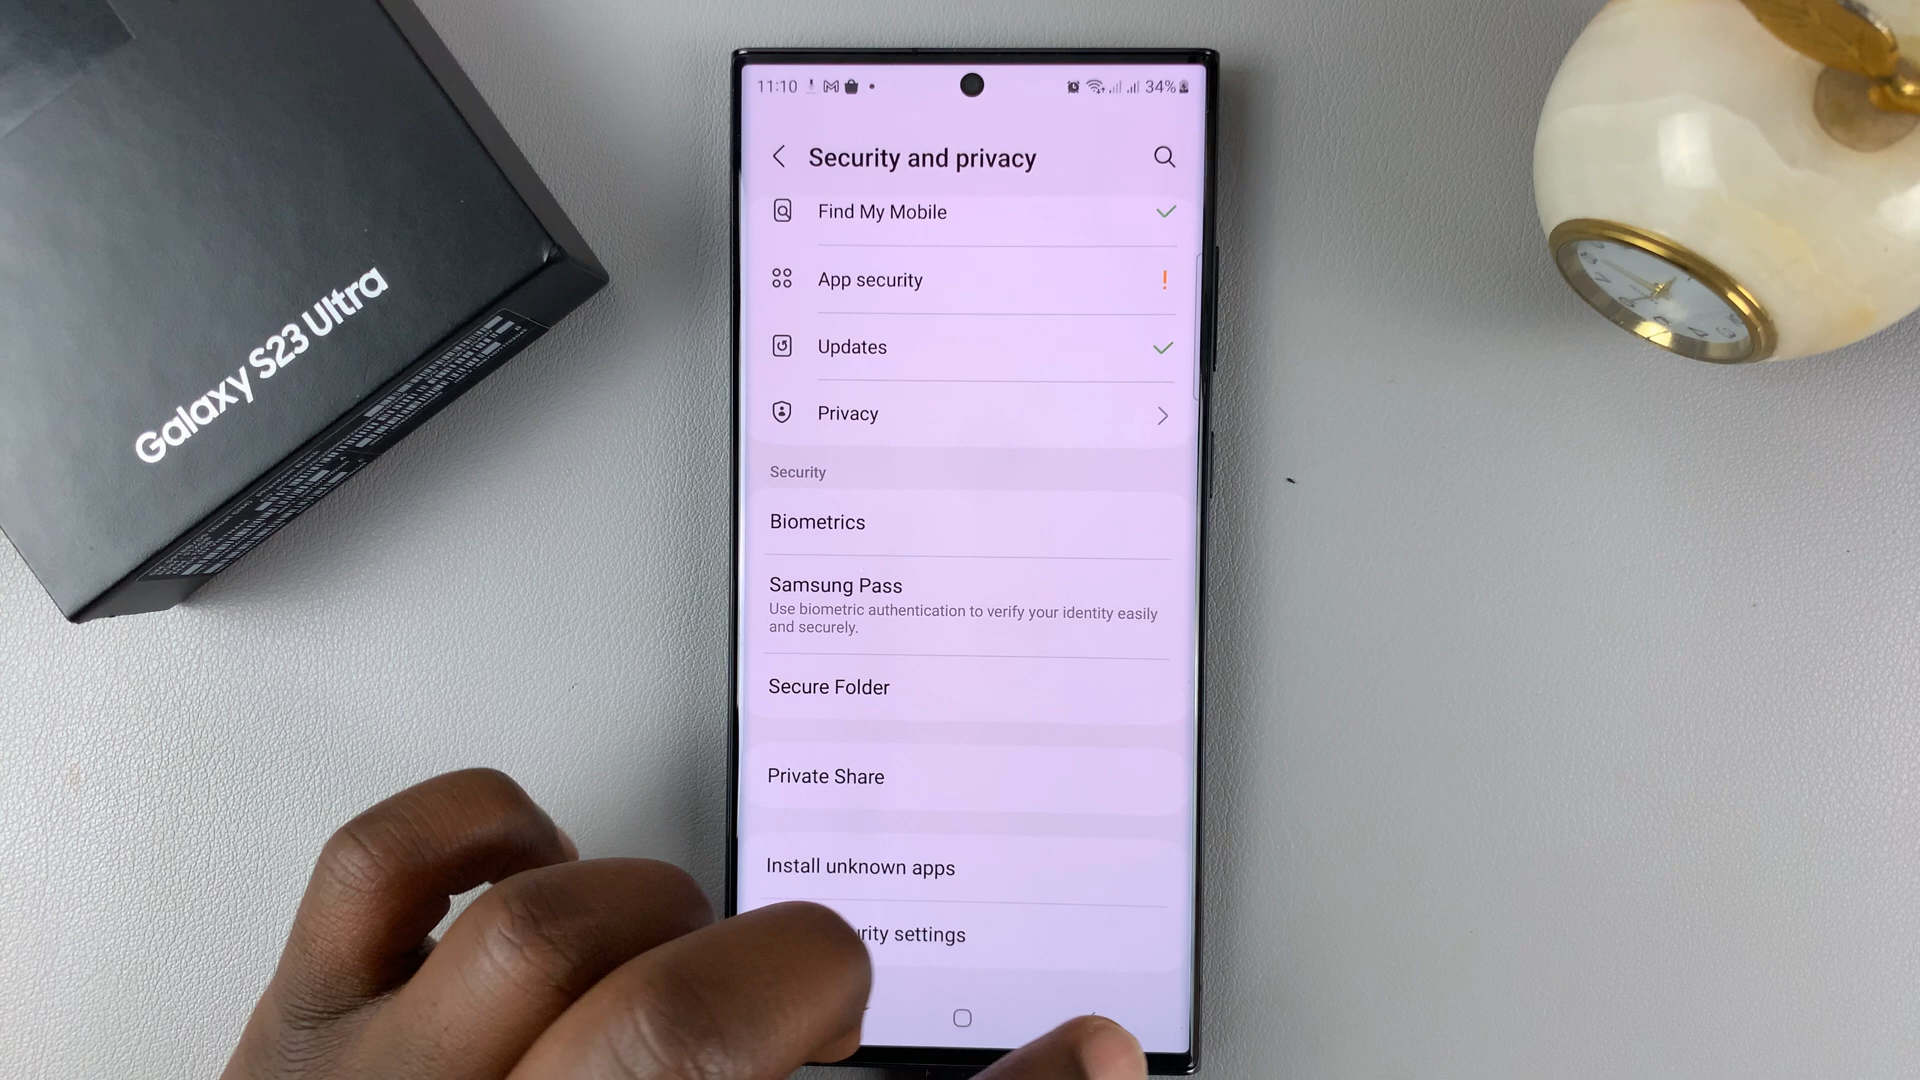 Galaxy S23 Ultra
11:10
34%
Security and privacy
Find My Mobile
App security
!
Updates
Privacy
Security
Biometrics
Samsung Pass
Use biometric authentication to verify your identity easily
and securely.
Secure Folder
Private Share
Install unknown apps
rity settings